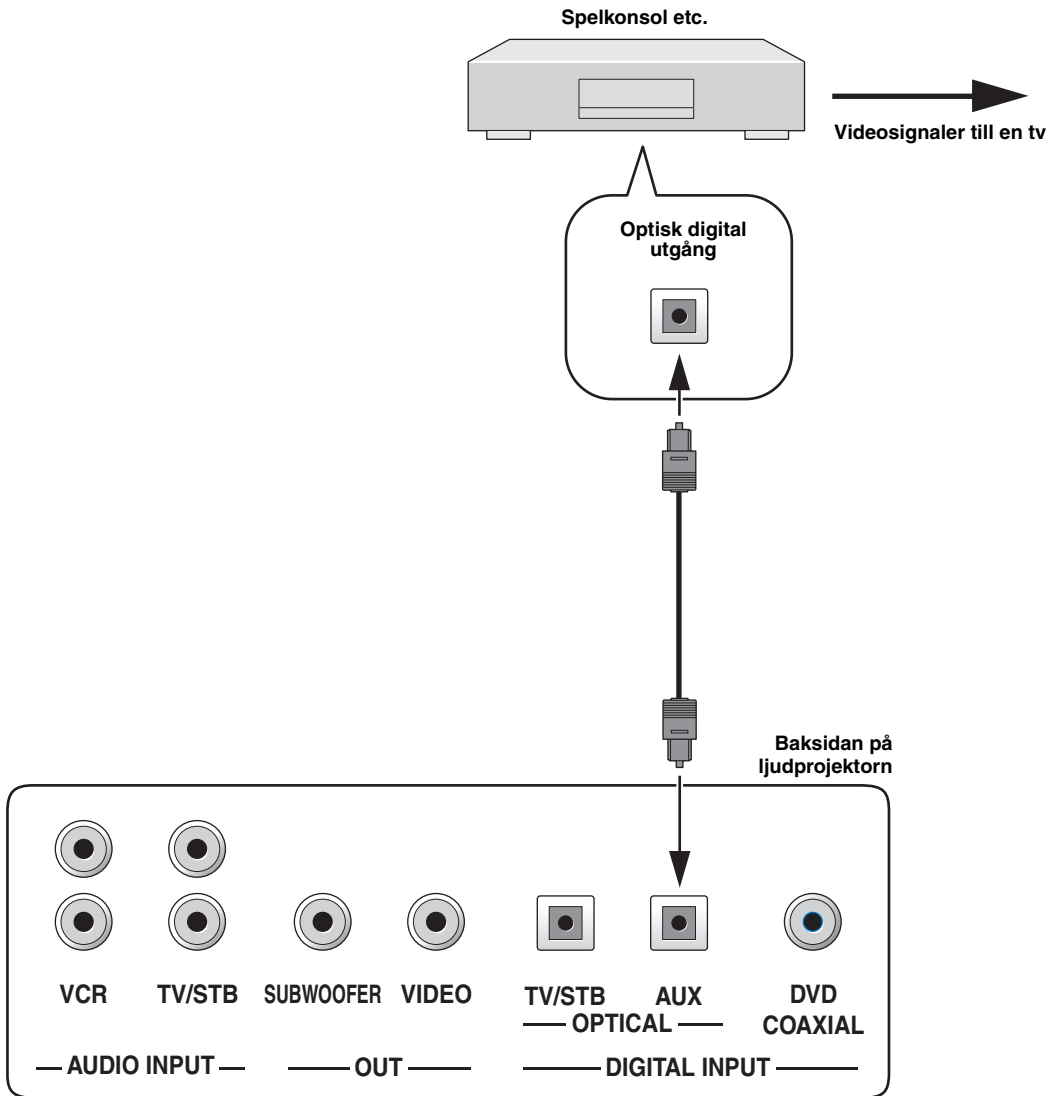 Spelkonsol etc.
Videosignaler till en tv
Optisk digital
utgång
Baksidan på
ljudprojektorn
VCR TV/STB SUBWOOFER VIDEO TV/STB AUX DVD
OPTICAL COAXIAL
AUDIO INPUT OUT DIGITAL INPUT